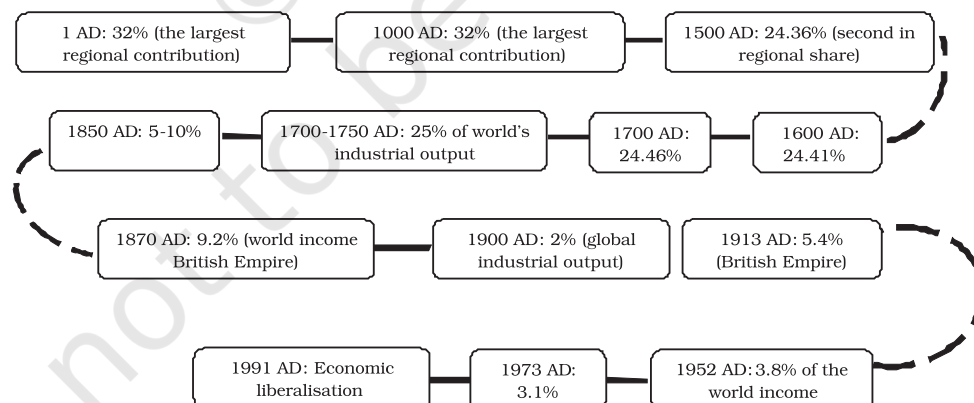 1 AD: 32% (the largest
regional contribution)
1000 AD: 32% (the largest
regional contribution)
1500 AD: 24.36% (second in
regional share)
1600 AD:
24.41%
1700 AD:
24.46%
1700-1750 AD: 25% of world's
industrial output
1850 AD: 5-10%
1870 AD: 9.2% (world income
British Empire)
1900 AD: 2% (global
industrial output)
1913 AD: 5.4%
(British Empire)
1952 AD: 3.8% of the
world income
1973 AD:
3.1%
1991 AD: Economic
liberalisation
not to be